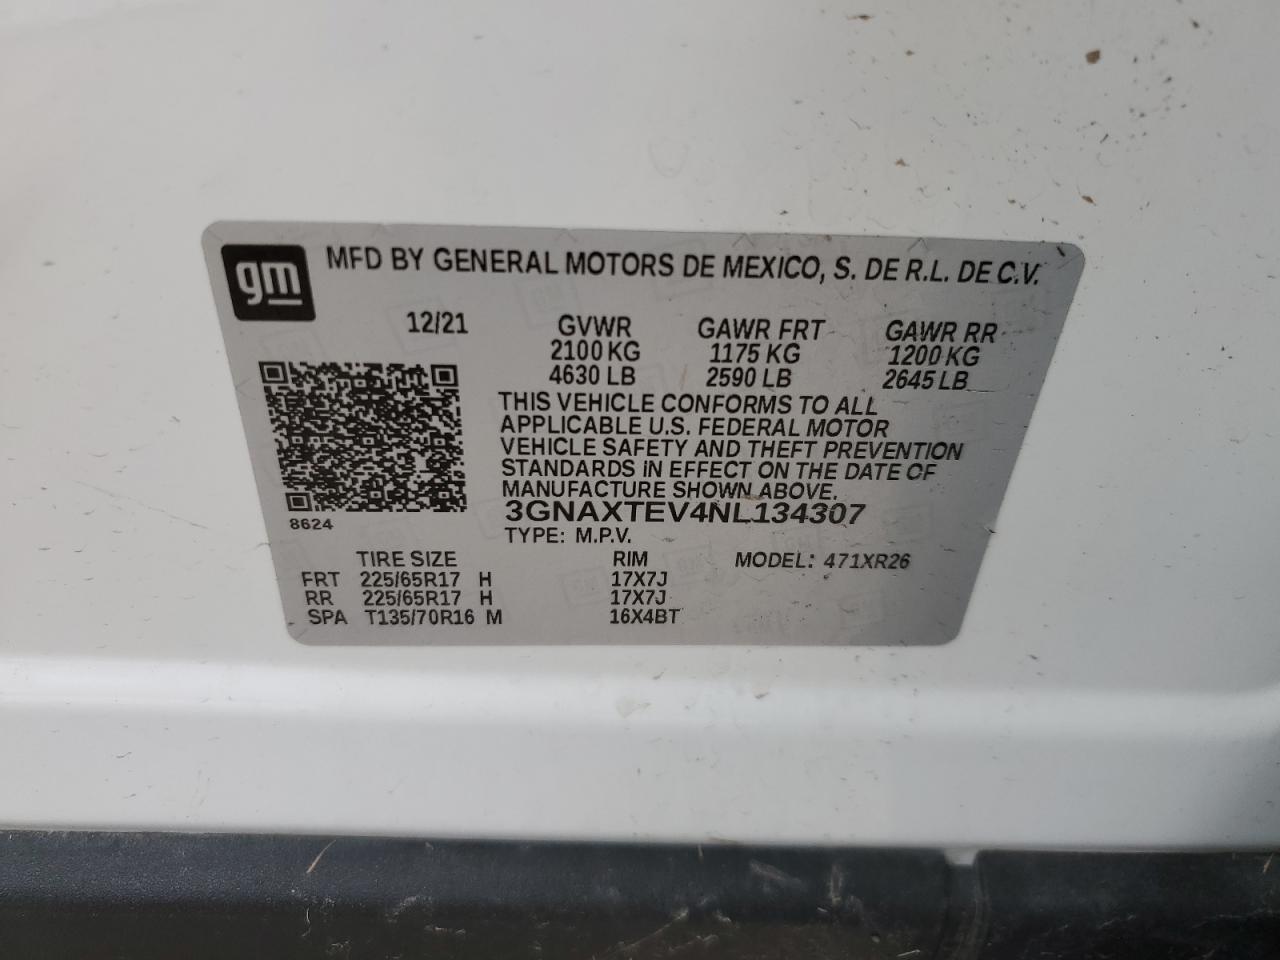 gm MFD BY GENERAL MOTORS DE MEXICO, S. DE R.L. DE C.V.
12/21 GVWR GAWR FRT GAWR RR
2100 KG 1175 KG 1200 KG
4630 LB 2590 LB 2645 LB
THIS VEHICLE CONFORMS TO ALL
APPLICABLE U.S. FEDERAL MOTOR
VEHICLE SAFETY AND THEFT PREVENTION
STANDARDS IN EFFECT ON THE DATE OF
MANUFACTURE SHOWN ABOVE.
3GNAXTEV4NL134307
8624
TYPE: M.P.V.
TIRE SIZE RIM MODEL: 471XR26
FRT 225/65R17 H 17X7J
RR 225/65R17 H 17X7J
SPA T135/70R16 M 16X4BT